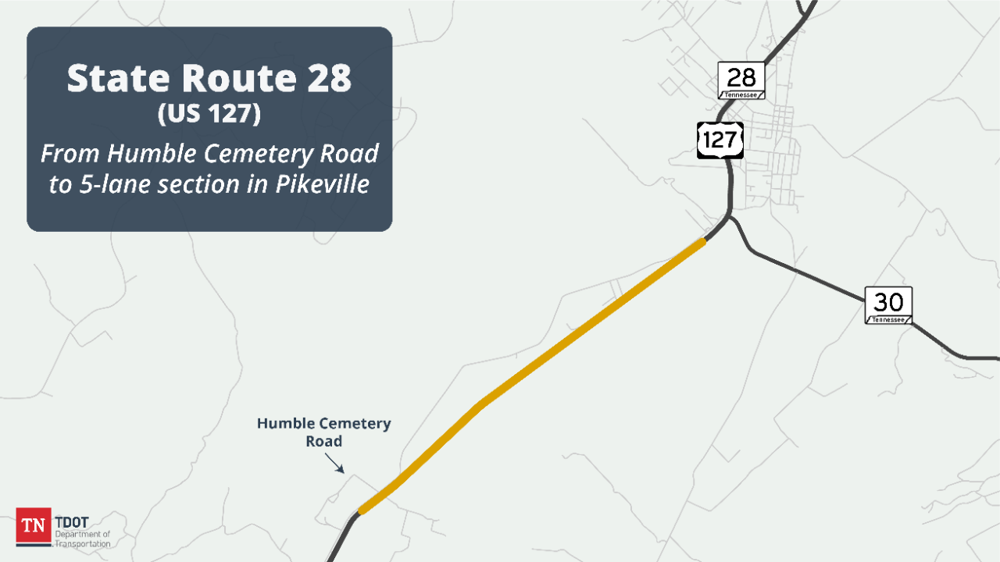 State Route 28
(US 127)
From Humble Cemetery Road
to 5-lane section in Pikeville
28
Tennessee
127
30
Tennessee
Humble Cemetery
Road
TN
TDOT
Department of
Transportation